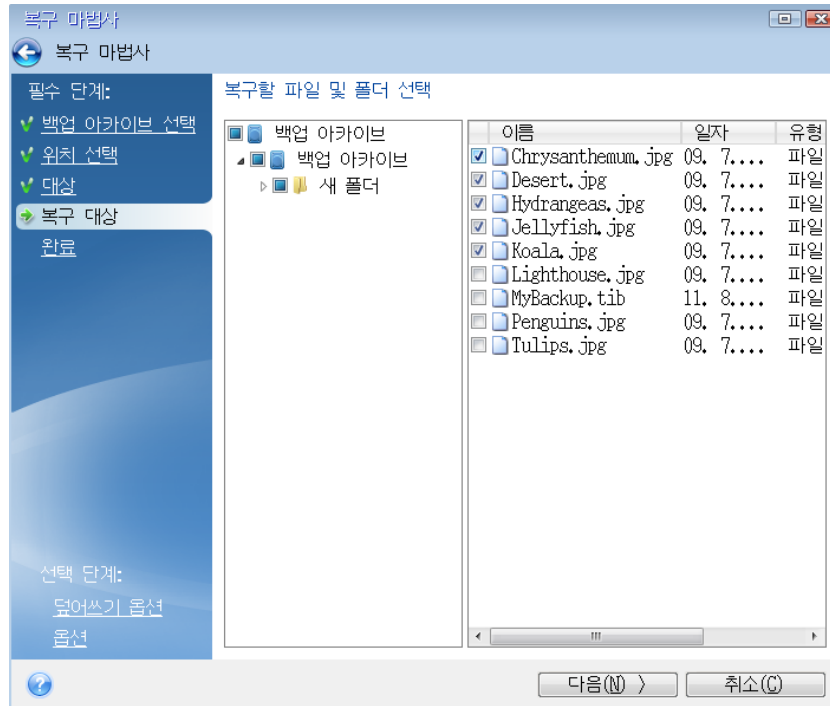 복구 마법사
복구 마법사
필수 단계:
백업 아카이브 선택
위치 선택
대상
복구 대상
완료
선택 단계:
덮어쓰기 옵션
옵션
복구할 파일 및 폴더 선택
백업 아카이브
백업 아카이브
새 폴더
이름 일자 유형
Chrysanthemum.jpg 09. 7.... 파일
Desert.jpg 09. 7.... 파일
Hydrangeas.jpg 09. 7.... 파일
Jellyfish.jpg 09. 7.... 파일
Koala.jpg 09. 7.... 파일
Lighthouse.jpg 09. 7.... 파일
MyBackup.tib 11. 8.... 파일
Penguins.jpg 09. 7.... 파일
Tulips.jpg 09. 7.... 파일
다음(N) > 취소(C)